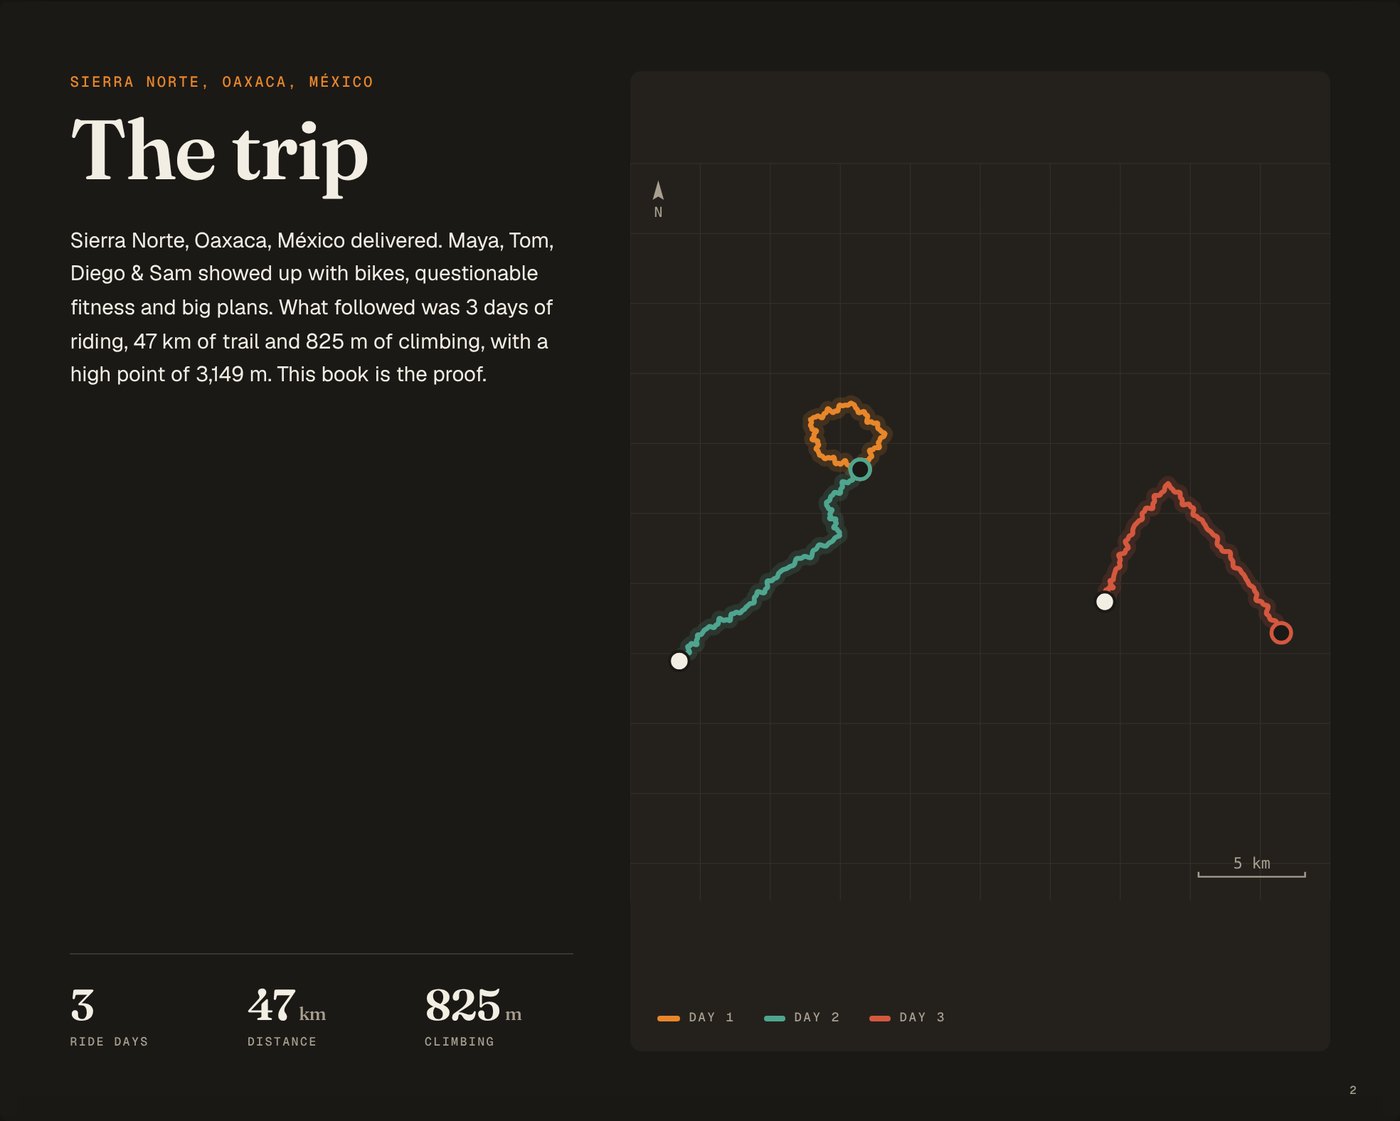 SIERRA NORTE, OAXACA, MÉXICO
The trip
Sierra Norte, Oaxaca, México delivered. Maya, Tom,
Diego & Sam showed up with bikes, questionable
fitness and big plans. What followed was 3 days of
riding, 47 km of trail and 825 m of climbing, with a
high point of 3,149 m. This book is the proof.
3
RIDE DAYS
47 km
DISTANCE
825 m
CLIMBING
N
5 km
DAY 1
DAY 2
DAY 3
2